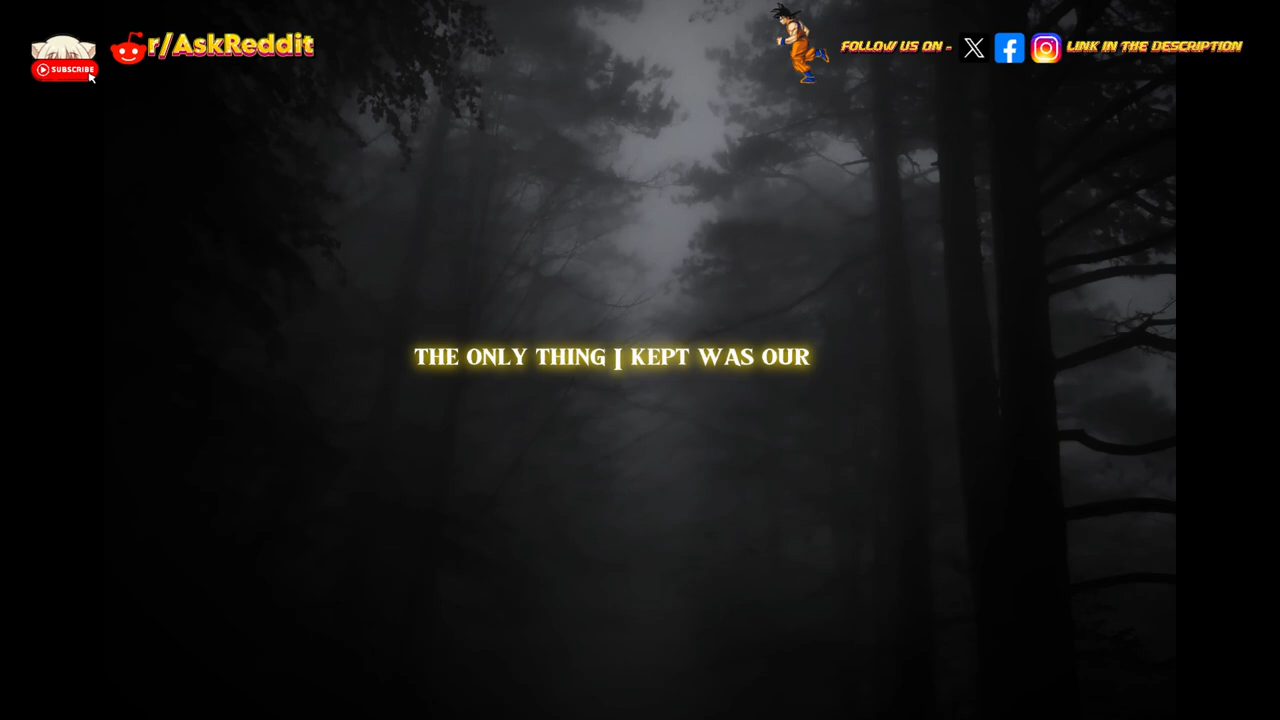 SUBSCRIBE
r/AskReddit
FOLLOW US ON -
LINK IN THE DESCRIPTION
THE ONLY THING I KEPT WAS OUR